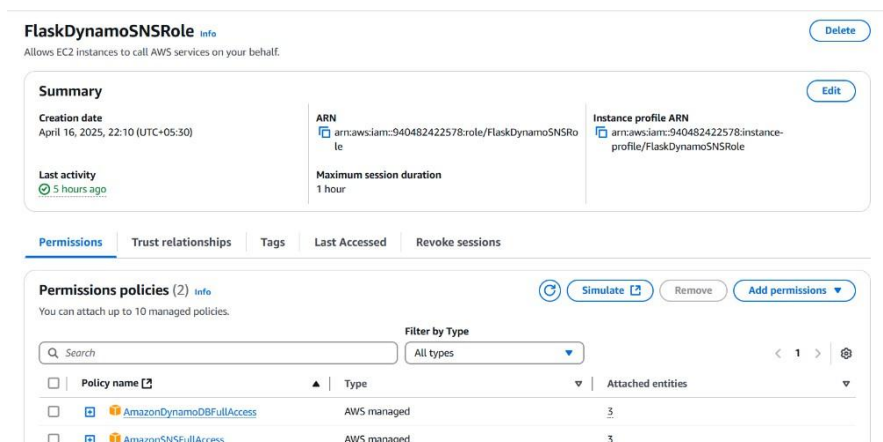 FlaskDynamoSNSRole Info
Delete
Allows EC2 instances to call AWS services on your behalf.
Summary
Edit
Creation date
April 16, 2025, 22:10 (UTC+05:30)
ARN
arn:aws:iam::940482422578:role/FlaskDynamoSNSRo
le
Instance profile ARN
arn:aws:iam::940482422578:instance-
profile/FlaskDynamoSNSRole
Last activity
5 hours ago
Maximum session duration
1 hour
Permissions
Trust relationships
Tags
Last Accessed
Revoke sessions
Permissions policies (2) Info
Simulate
Remove
Add permissions
You can attach up to 10 managed policies.
Filter by Type
Search
All types
1
Policy name
Type
Attached entities
AmazonDynamoDBFullAccess
AWS managed
3
AmazonSNSFullAccess
AWS managed
3